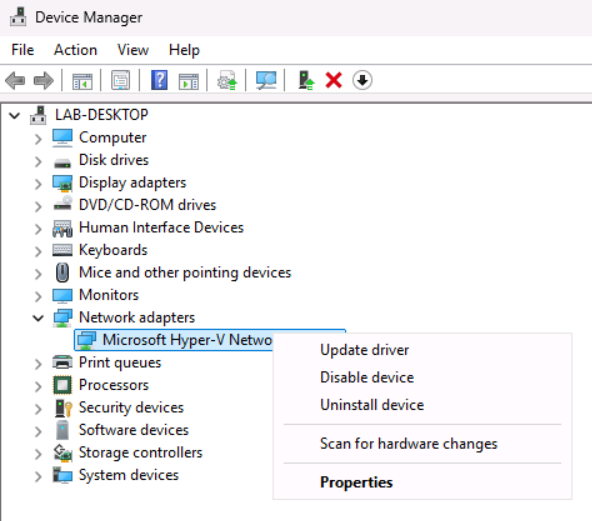 Device Manager
File Action View Help
LAB-DESKTOP
Computer
Disk drives
Display adapters
DVD/CD-ROM drives
Human Interface Devices
Keyboards
Mice and other pointing devices
Monitors
Network adapters
Microsoft Hyper-V Netwo
Print queues
Processors
Security devices
Software devices
Storage controllers
System devices
Update driver
Disable device
Uninstall device
Scan for hardware changes
Properties